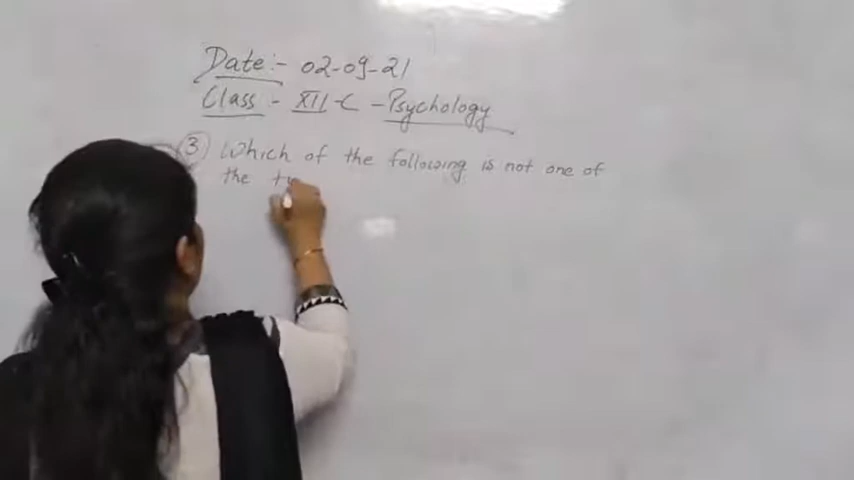 Date:- 02-09-21
Class - XII-C - Psychology
3 Which of the following is not one of
the